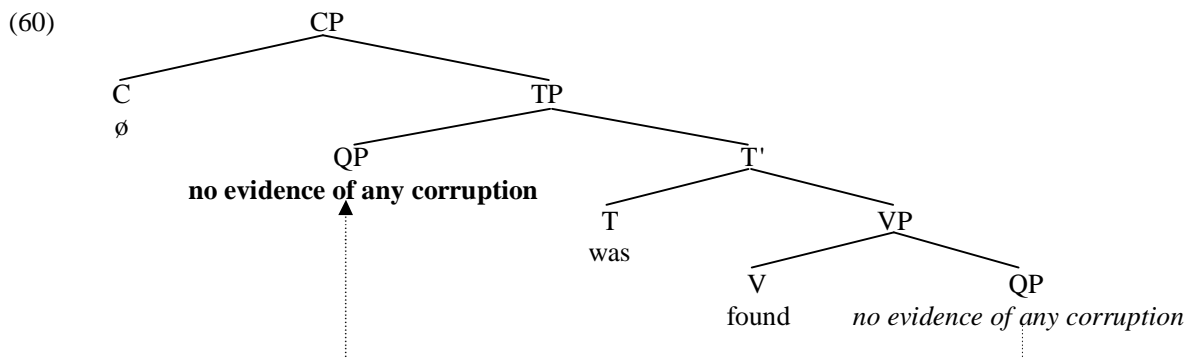 (60) CP
C TP
ø
QP T'
no evidence of any corruption
T VP
was
V QP
found no evidence of any corruption